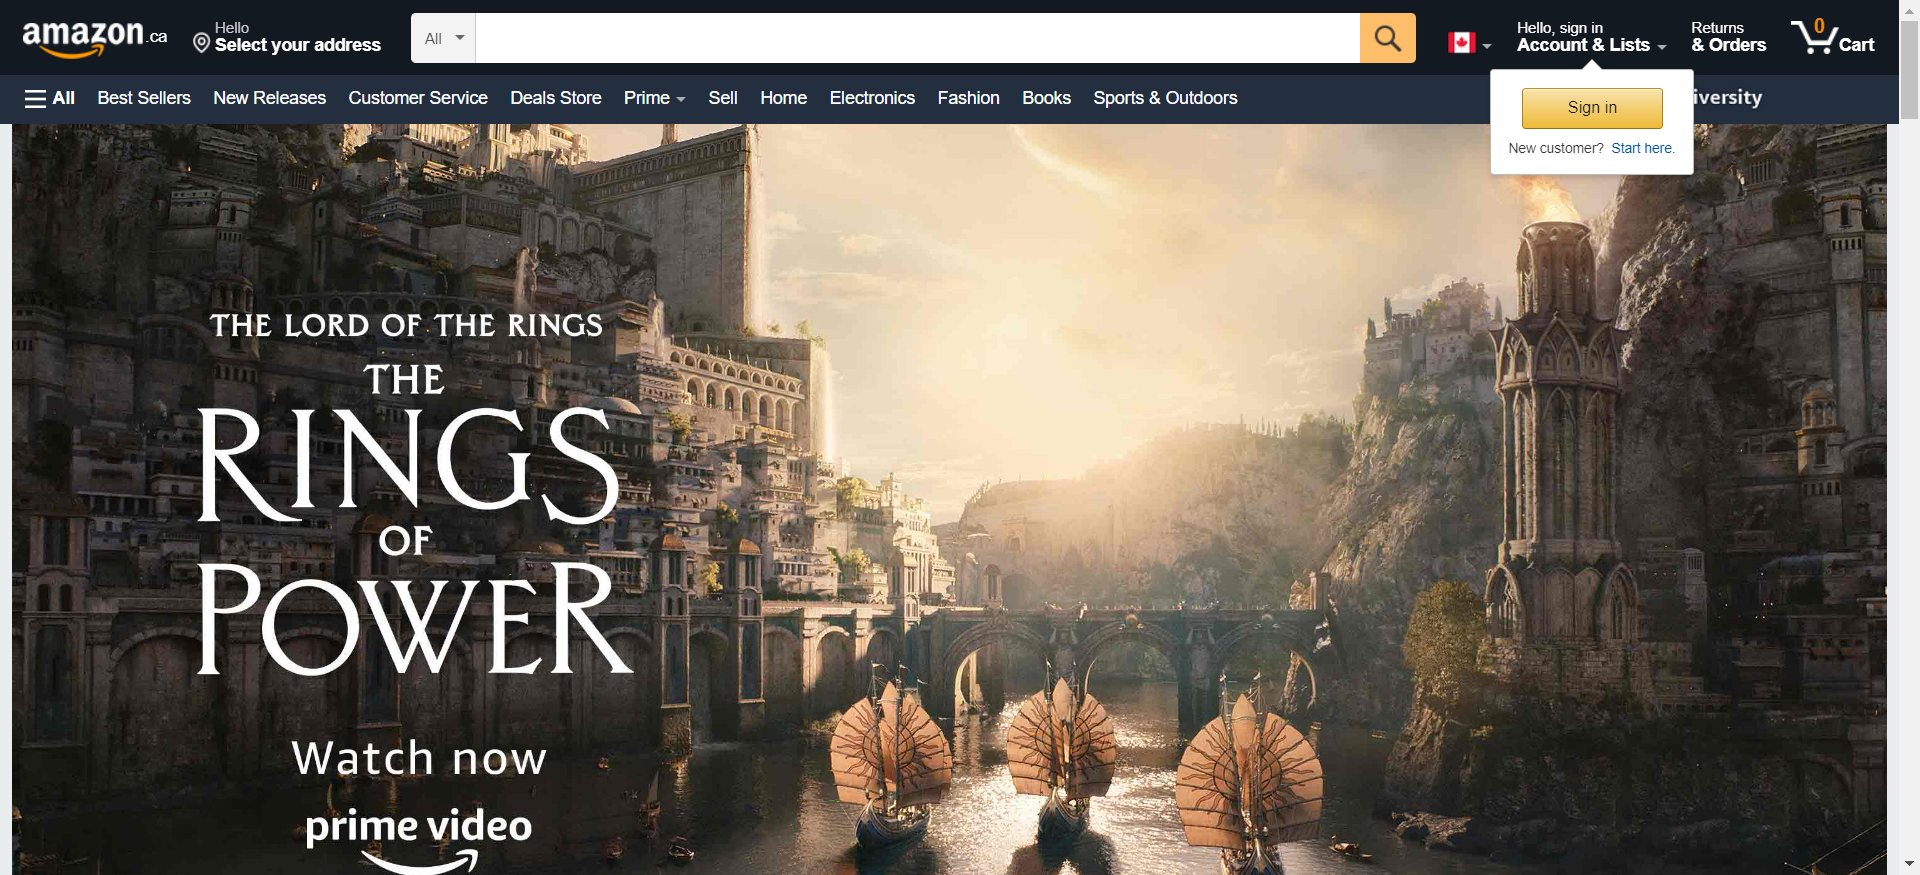 amazon.ca
Hello
Select your address
All
Hello, sign in
Account & Lists
Returns
& Orders
0
Cart
All
Best Sellers
New Releases
Customer Service
Deals Store
Prime
Sell
Home
Electronics
Fashion
Books
Sports & Outdoors
iversity
Sign in
New customer? Start here.
THE LORD OF THE RINGS
THE
RINGS
OF
POWER
Watch now
prime video